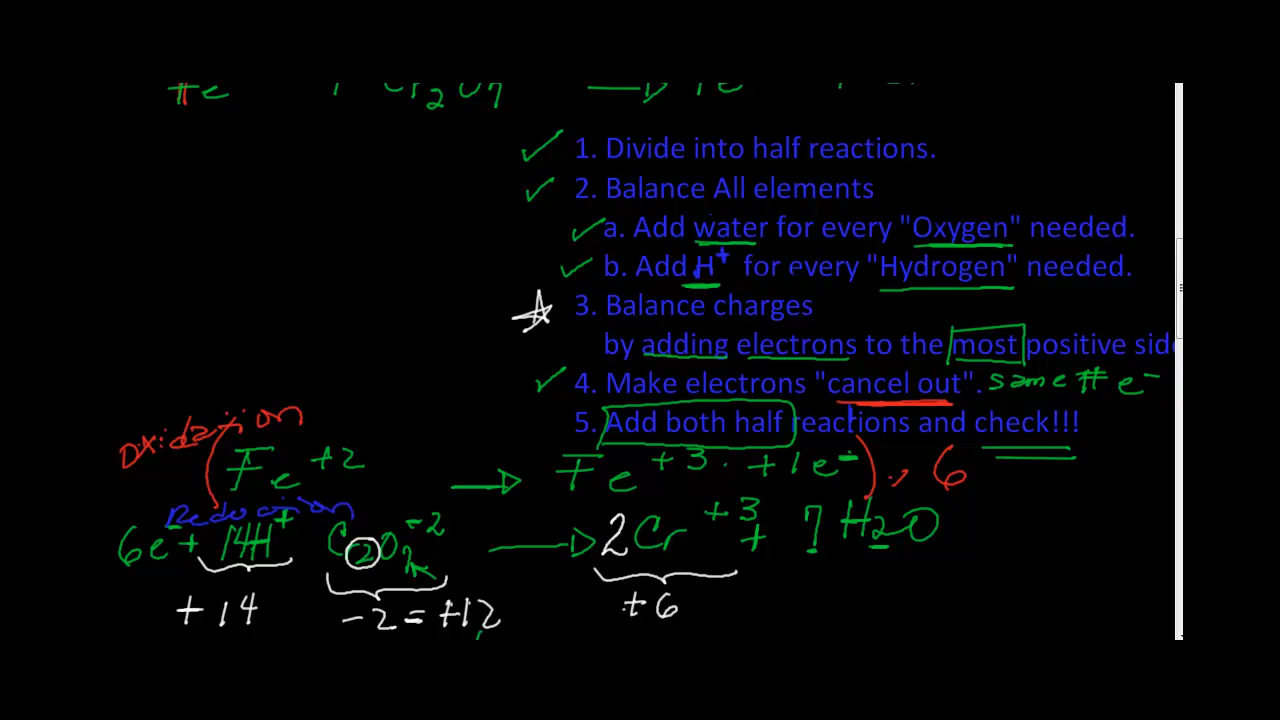 1. Divide into half reactions.
2. Balance All elements
a. Add water for every "Oxygen" needed.
b. Add H+ for every "Hydrogen" needed.
3. Balance charges
by adding electrons to the most positive side
4. Make electrons "cancel out". same # e-
5. Add both half reactions and check!!!
Oxidation
(Fe+2 → Fe+3 + 1e-) · 6
Reduction
6e- + 14H+ Cr2O7-2 → 2Cr+3 + 7H2O
+14 -2 = +12 +6